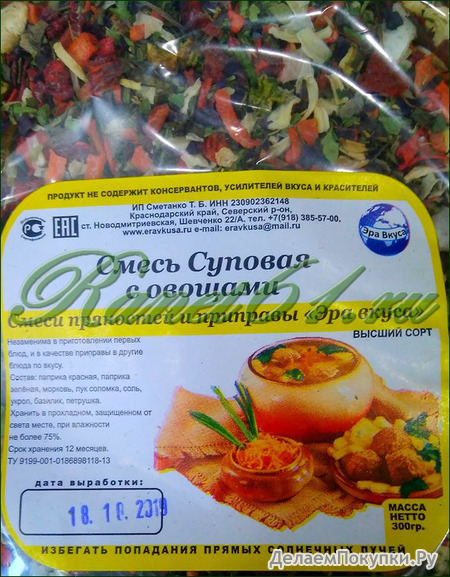 ПРОДУКТ НЕ СОДЕРЖИТ КОНСЕРВАНТОВ, УСИЛИТЕЛЕЙ ВКУСА И КРАСИТЕЛЕЙ
ИП Сметанко Т. Б. ИНН 230902362148
Краснодарский край, Северский р-он,
ст. Новодмитриевская, Шевченко 22/А. тел. +7(918) 385-57-00.
www.eravkusa.ru e-mail: eravkusa@mail.ru
ЕАС
Эра Вкуса
Смесь Суповая
с овощами
Смеси пряностей и приправы «Эра вкуса»
ВЫСШИЙ СОРТ
Незаменима в приготовлении первых
блюд, и в качестве приправы в другие
блюда по вкусу.
Состав: паприка красная, паприка
зелёная, морковь, лук соломка, соль,
укроп, базилик, петрушка.
Хранить в прохладном, защищенном от
света месте, при влажности
не более 75%.
Срок хранения 12 месяцев.
ТУ 9199-001-0186898118-13
дата выработки:
18.10.2019
МАССА
НЕТТО
300гр.
ИЗБЕГАТЬ ПОПАДАНИЯ ПРЯМЫХ СОЛНЕЧНЫХ ЛУЧЕЙ
ДелаемПокупки.Ру